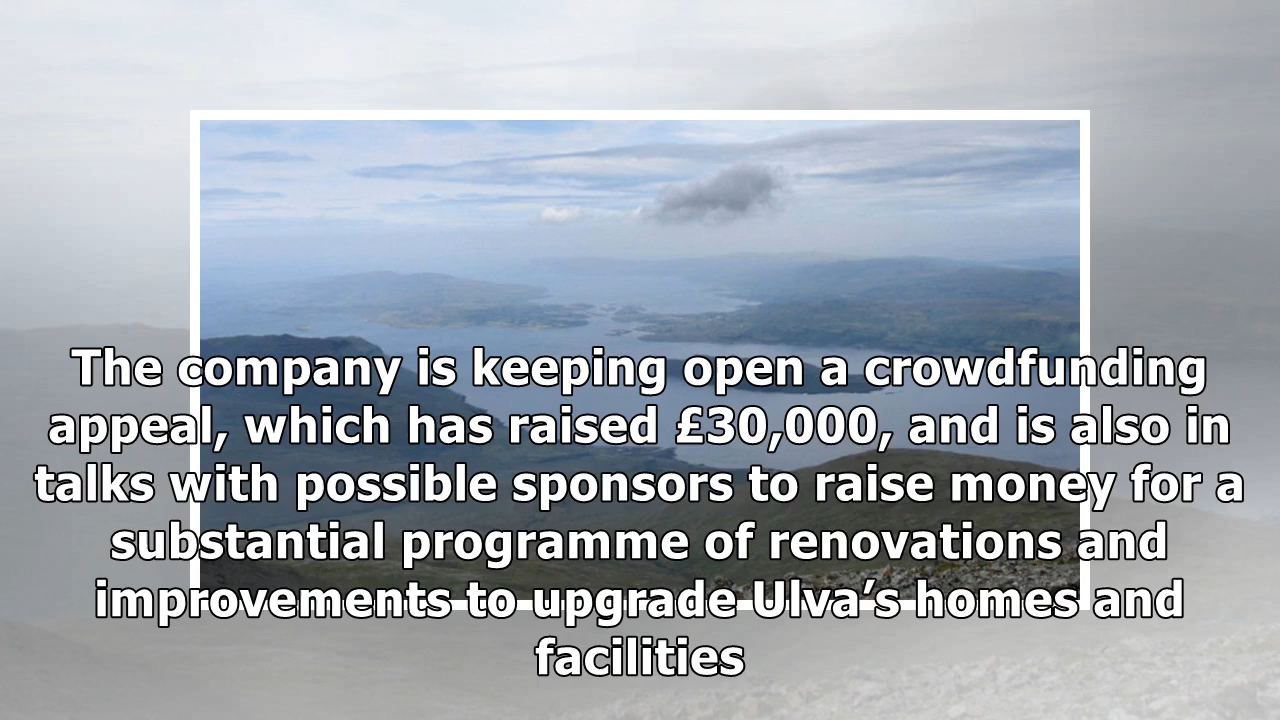 The company is keeping open a crowdfunding
appeal, which has raised £30,000, and is also in
talks with possible sponsors to raise money for a
substantial programme of renovations and
improvements to upgrade Ulva’s homes and
facilities